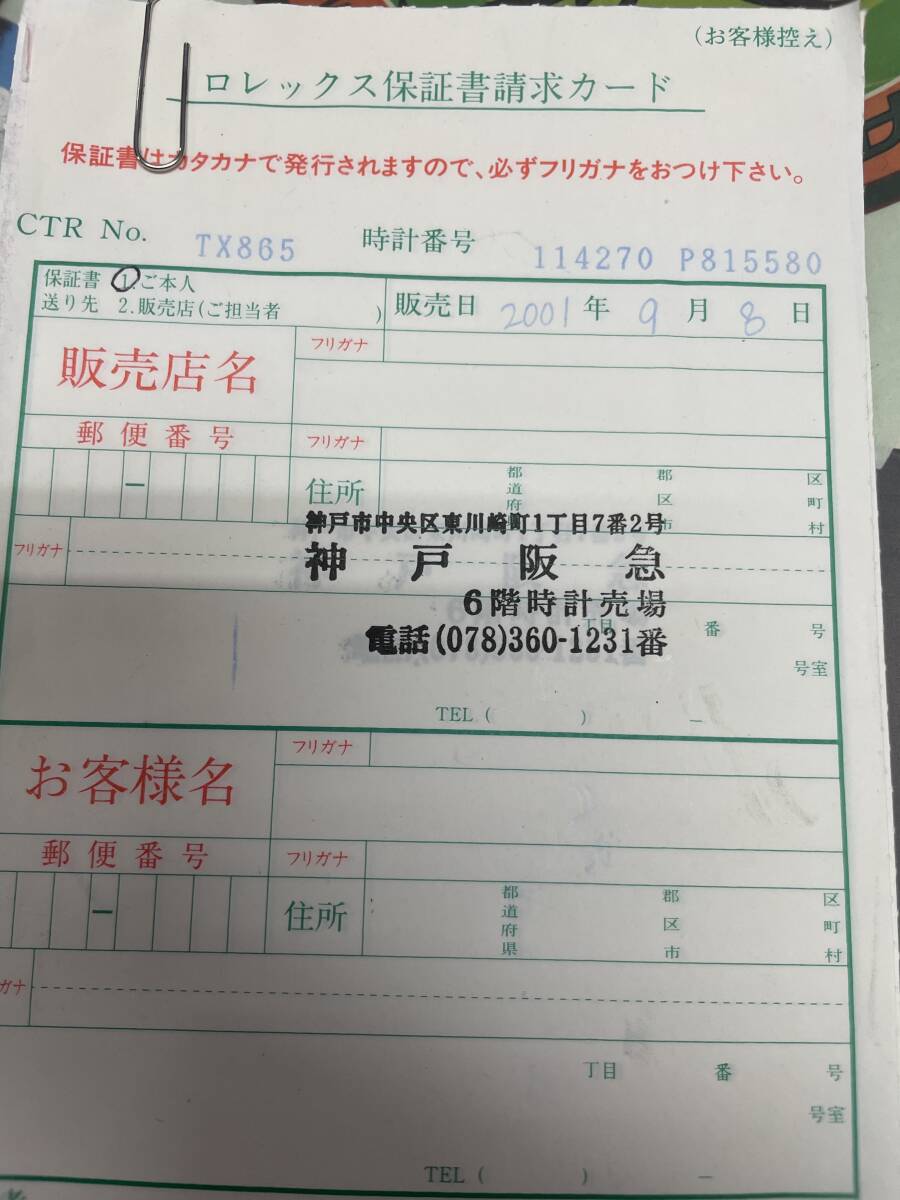 (お客様控え)
ロレックス保証書請求カード
保証書はカタカナで発行されますので、必ずフリガナをおつけ下さい。
CTR No. TX865 時計番号 114270 P815580
保証書 1.ご本人
送り先 2.販売店(ご担当者 )
販売日 2001年 9月 8日
販売店名 フリガナ
郵便番号 フリガナ
住所 都道府 郡区市 区町村
神戸市中央区東川崎町1丁目7番2号
フリガナ
神戸阪急
6階時計売場
丁目 番 号
電話(078)360-1231番
号室
TEL ( ) −
お客様名 フリガナ
郵便番号 フリガナ
住所 都道府県 郡区市 区町村
ガナ
丁目 番 号
号室
TEL ( ) −